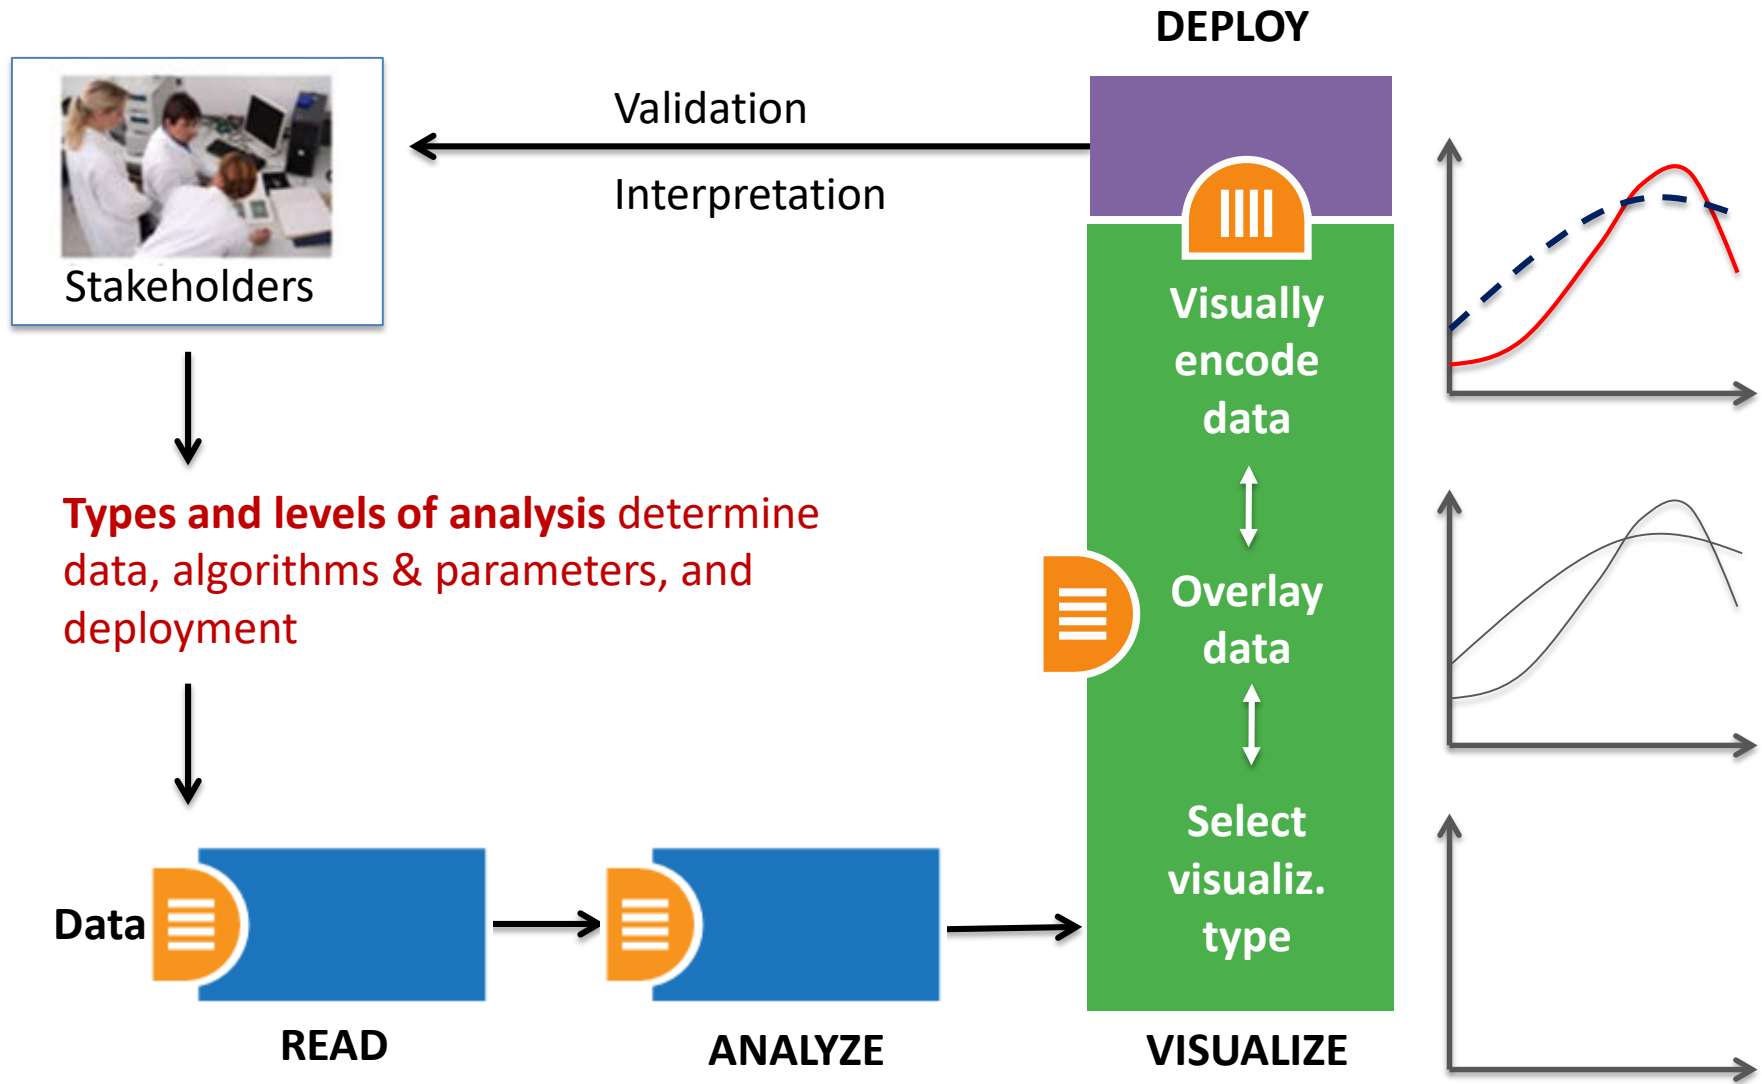 DEPLOY
Validation
Interpretation
Stakeholders
Visually
encode
data
Types and levels of analysis determine
data, algorithms & parameters, and
deployment
Overlay
data
Select
visualiz.
type
Data
READ
ANALYZE
VISUALIZE